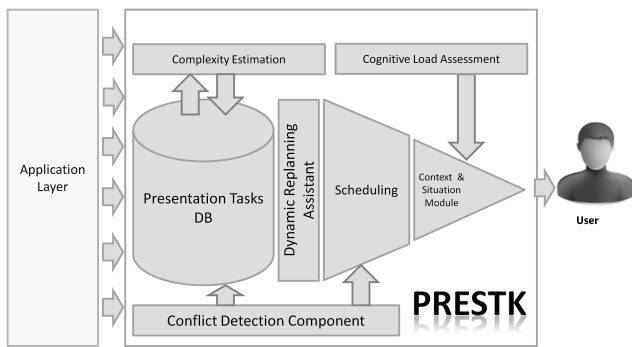 Complexity Estimation
Cognitive Load Assessment
Application
Layer
Presentation Tasks
DB
Dynamic Replanning
Assistant
Scheduling
Context &
Situation
Module
User
Conflict Detection Component
PRESTK